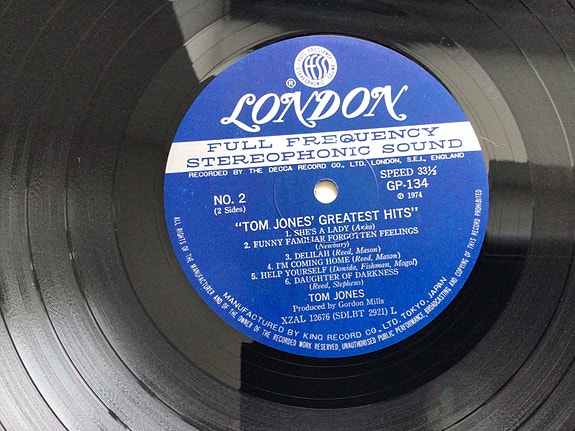 FULL FREQUENCY STEREOPHONIC SOUND
ffss
®
LONDON
FULL FREQUENCY
STEREOPHONIC SOUND
RECORDED BY THE DECCA RECORD CO., LTD. LONDON, S.E.I., ENGLAND
NO. 2
(2 Sides)
SPEED 33⅓
GP-134
Ⓟ 1974
"TOM JONES' GREATEST HITS"
1. SHE'S A LADY (Anka)
2. FUNNY FAMILIAR FORGOTTEN FEELINGS
(Newbury)
3. DELILAH (Reed, Mason)
4. I'M COMING HOME (Reed, Mason)
5. HELP YOURSELF (Donida, Fishman, Mogol)
6. DAUGHTER OF DARKNESS
(Reed, Stephens)
TOM JONES
Produced by Gordon Mills
XZAL 12676 (SDLBT 2921) L
MANUFACTURED BY KING RECORD CO., LTD. TOKYO, JAPAN
ALL RIGHTS OF THE MANUFACTURER AND OF THE OWNER OF THE RECORDED WORK RESERVED, UNAUTHORISED PUBLIC PERFORMANCE, BROADCASTING AND COPYING OF THIS RECORD PROHIBITED